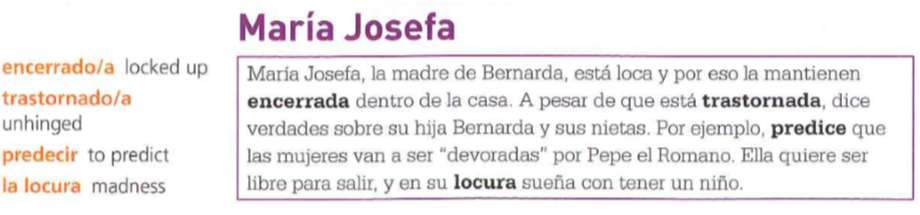 María Josefa
encerrado/a locked up
trastornado/a
unhinged
predecir to predict
la locura madness
María Josefa, la madre de Bernarda, está loca y por eso la mantienen
encerrada dentro de la casa. A pesar de que está trastornada, dice
verdades sobre su hija Bernarda y sus nietas. Por ejemplo, predice que
las mujeres van a ser "devoradas" por Pepe el Romano. Ella quiere ser
libre para salir, y en su locura sueña con tener un niño.